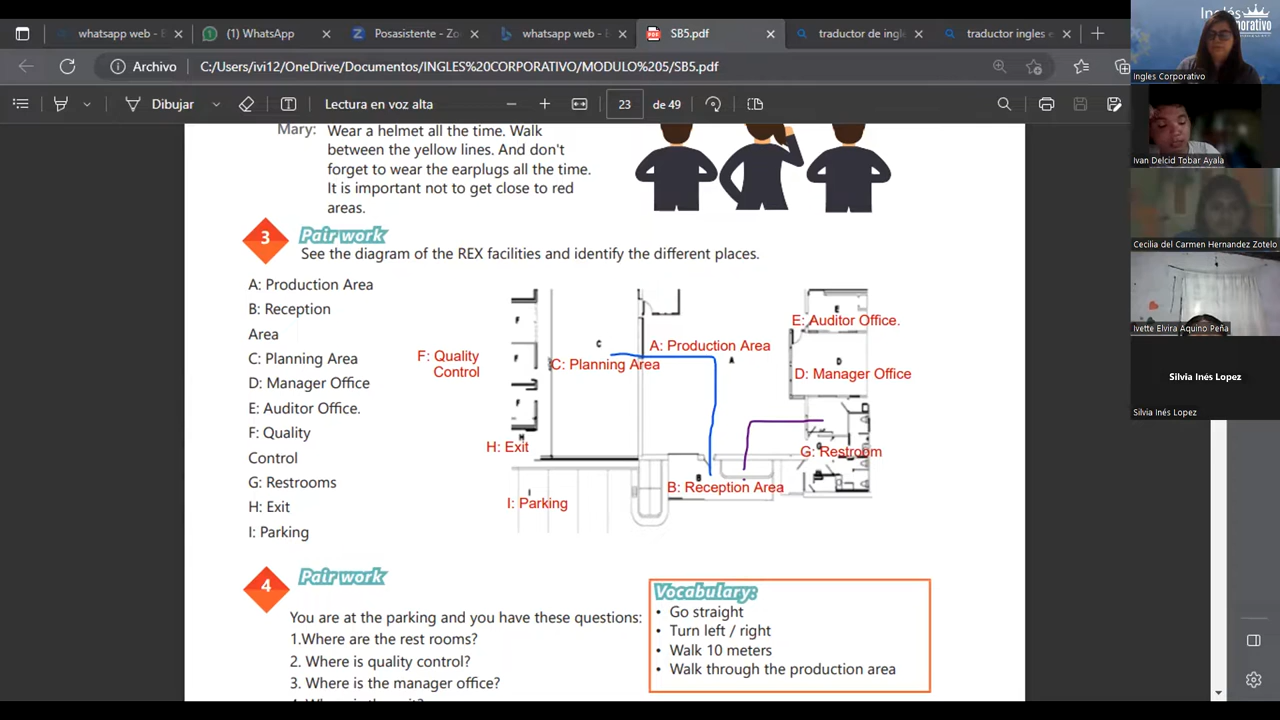 whatsapp web - E
(1) WhatsApp
Posasistente - Zo
whatsapp web - E
SB5.pdf
traductor de ingle
traductor ingles e
Archivo
C:/Users/ivi12/OneDrive/Documentos/INGLES%20CORPORATIVO/MODULO%205/SB5.pdf
Dibujar
Lectura en voz alta
23
de 49
Inglés
Corporativo
Ingles Corporativo
Ivan Delcid Tobar Ayala
Cecilia del Carmen Hernandez Zotelo
Ivette Elvira Aquino Peña
Silvia Inés Lopez
Silvia Inés Lopez
Mary:
Wear a helmet all the time. Walk
between the yellow lines. And don't
forget to wear the earplugs all the time.
It is important not to get close to red
areas.
3
Pair work
See the diagram of the REX facilities and identify the different places.
A: Production Area
B: Reception
Area
C: Planning Area
D: Manager Office
E: Auditor Office.
F: Quality
Control
G: Restrooms
H: Exit
I: Parking
F
F
F
H
I
C
A
B
E
D
E: Auditor Office.
A: Production Area
F: Quality
Control
C: Planning Area
D: Manager Office
H: Exit
G: Restroom
B: Reception Area
I: Parking
4
Pair work
You are at the parking and you have these questions:
1.Where are the rest rooms?
2. Where is quality control?
3. Where is the manager office?
Vocabulary:
• Go straight
• Turn left / right
• Walk 10 meters
• Walk through the production area